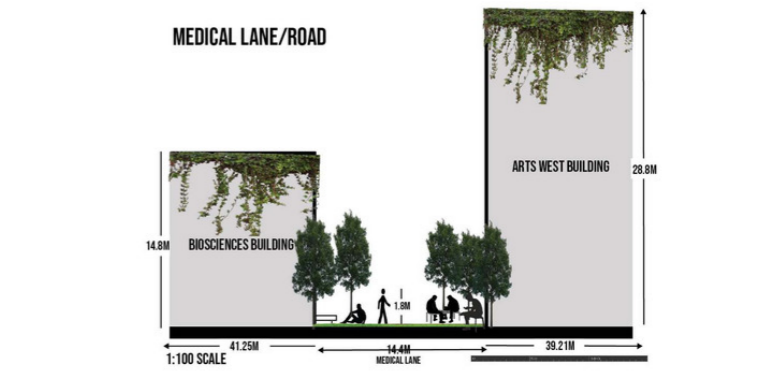 MEDICAL LANE/ROAD
ARTS WEST BUILDING
28.8M
14.8M
BIOSCIENCES BUILDING
1.8M
41.25M
14.4M
39.21M
MEDICAL LANE
1:100 SCALE